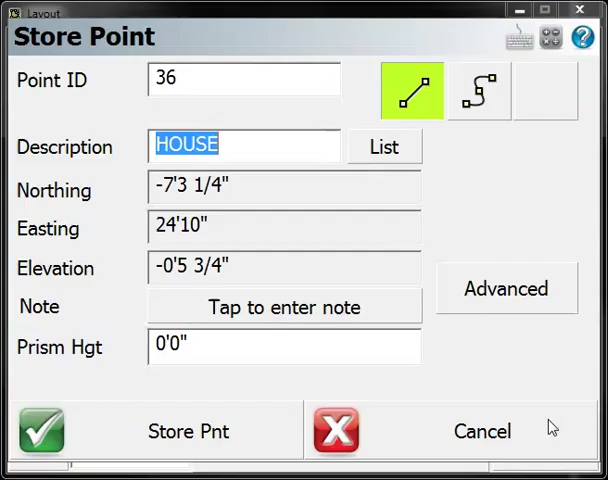 Layout
Store Point
Point ID 36
Description HOUSE List
Northing -7'3 1/4"
Easting 24'10"
Elevation -0'5 3/4"
Advanced
Note Tap to enter note
Prism Hgt 0'0"
Store Pnt Cancel